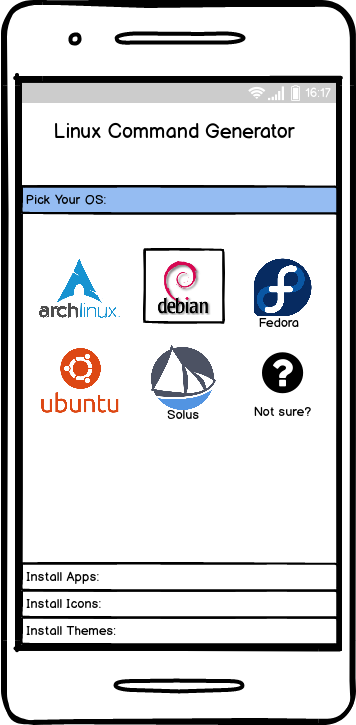 16:17
Linux Command Generator
Pick Your OS:
archlinux.
debian
Fedora
ubuntu
Solus
Not sure?
Install Apps:
Install Icons:
Install Themes: